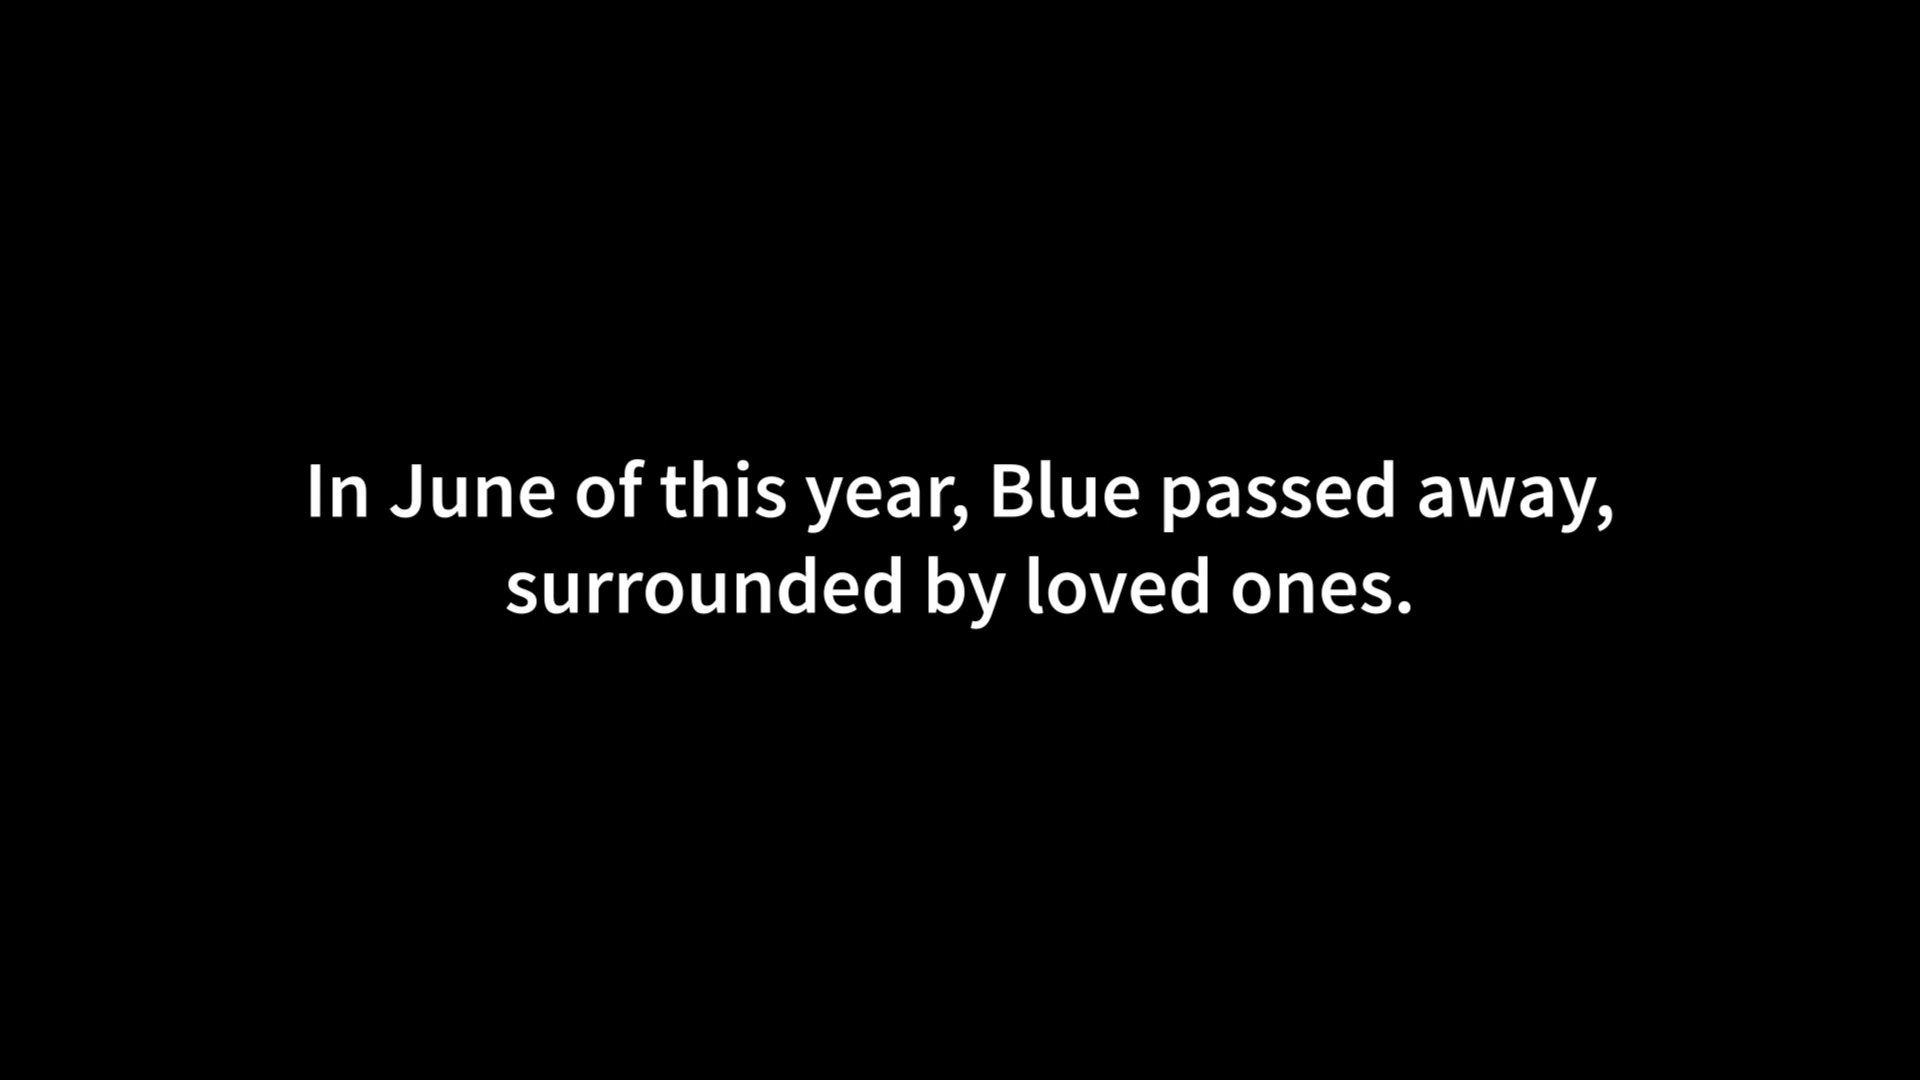 In June of this year, Blue passed away,
surrounded by loved ones.